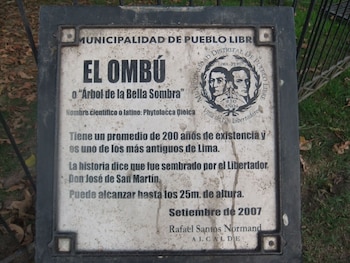 MUNICIPALIDAD DE PUEBLO LIBRE
EL OMBÚ
o "Árbol de la Bella Sombra"
Nombre científico o latino: Phytolacca Dioica
Tiene un promedio de 200 años de existencia y
es uno de los más antiguos de Lima.
La historia dice que fue sembrado por el Libertador
Don José de San Martín.
Puede alcanzar hasta los 25m. de altura.
Setiembre de 2007
Rafael Santos Normand
ALCALDE